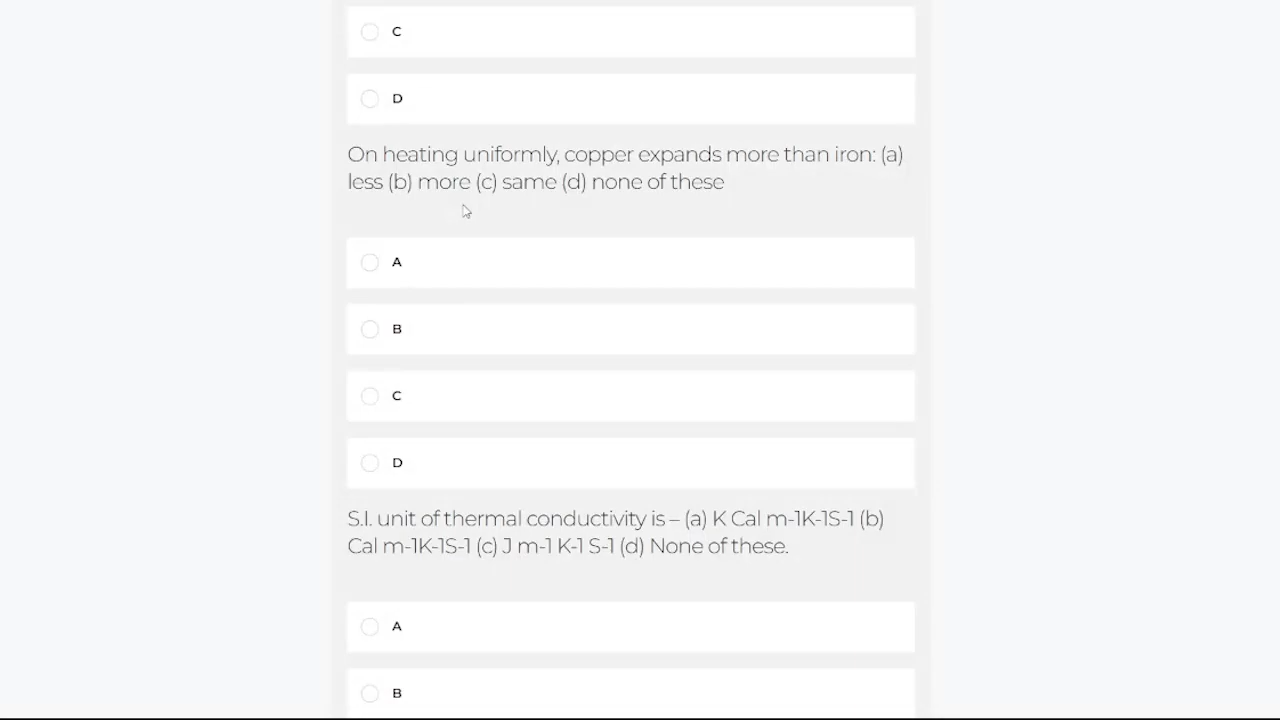 C
D
On heating uniformly, copper expands more than iron: (a)
less (b) more (c) same (d) none of these
A
B
C
D
S.I. unit of thermal conductivity is – (a) K Cal m-1K-1S-1 (b)
Cal m-1K-1S-1 (c) J m-1 K-1 S-1 (d) None of these.
A
B